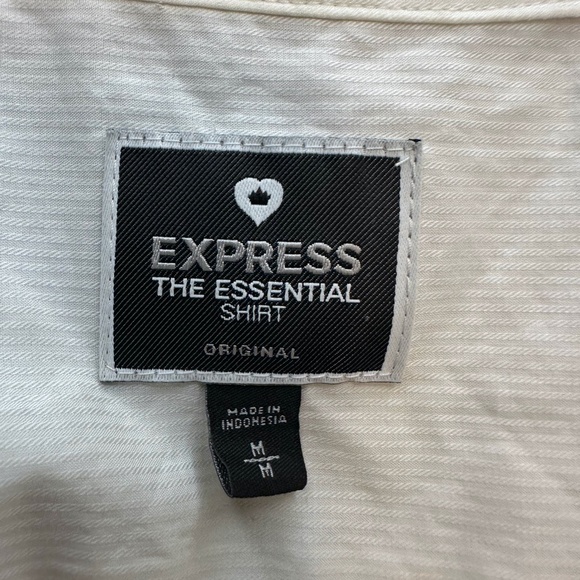 EXPRESS
THE ESSENTIAL
SHIRT
ORIGINAL
MADE IN
INDONESIA
M
M